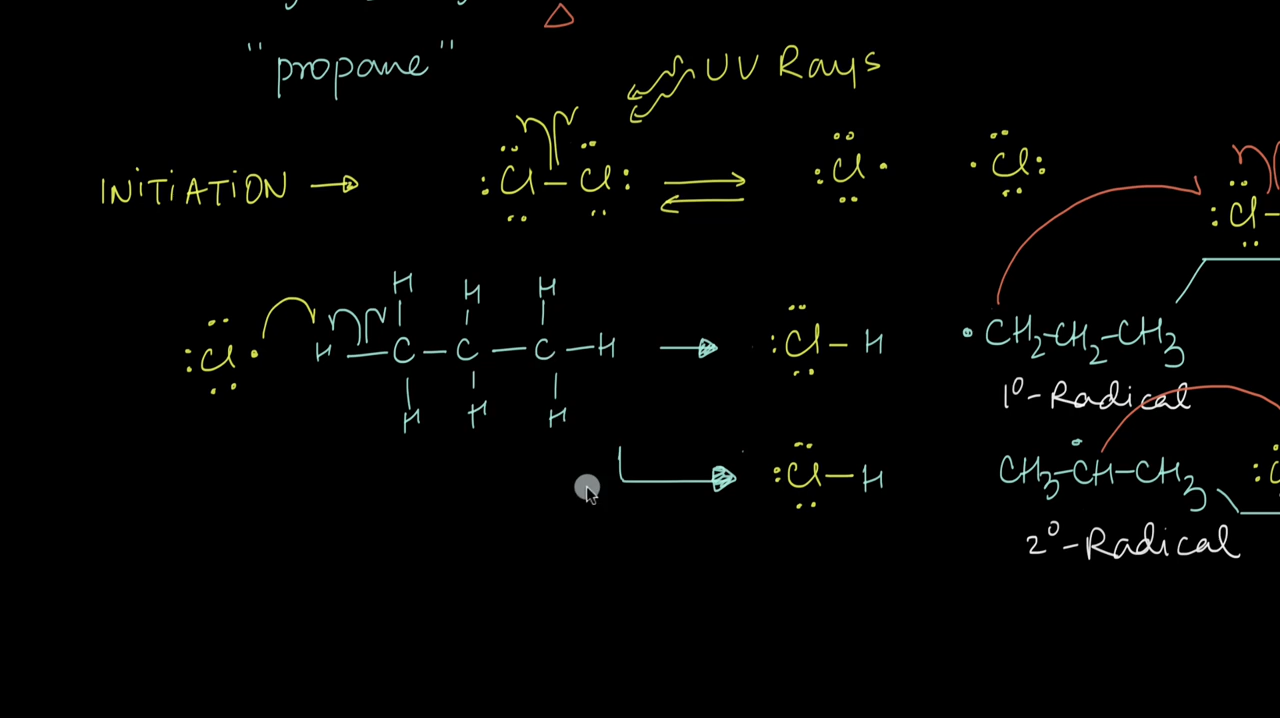 "propane"
△
UV Rays
INITIATION → :Cl—Cl: ⇌ :Cl• •Cl:
:Cl—
H H H
:Cl• H—C—C—C—H → :Cl—H •CH₂-CH₂-CH₃
H H H
1°-Radical
→ :Cl—H CH₃-ĊH-CH₃ :
2°-Radical